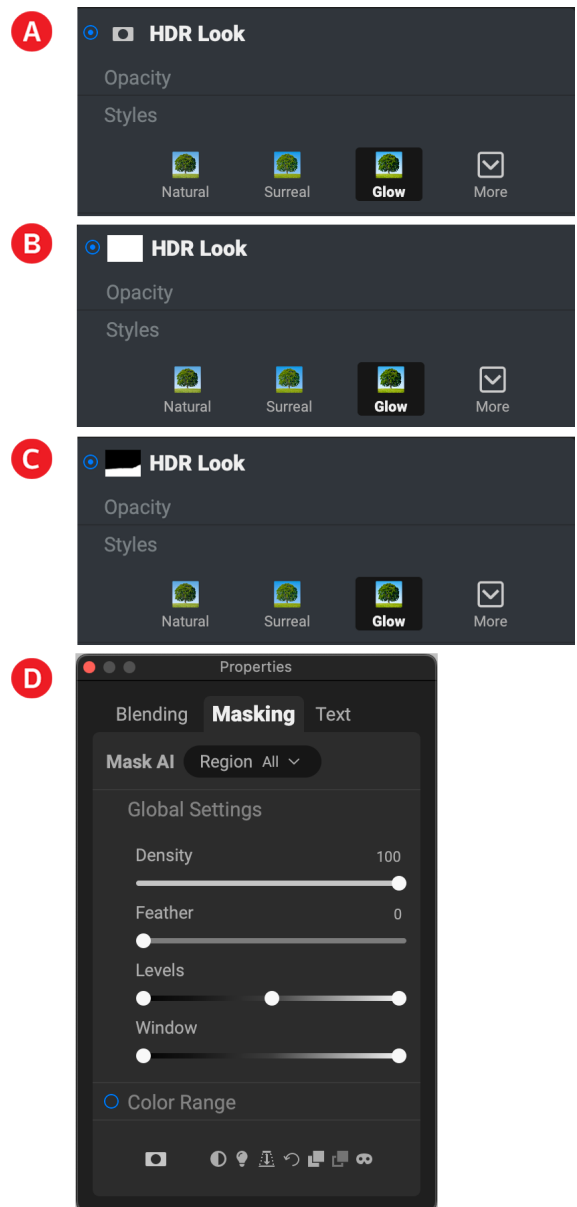 A
HDR Look
Opacity
Styles
Natural Surreal Glow More
B
HDR Look
Opacity
Styles
Natural Surreal Glow More
C
HDR Look
Opacity
Styles
Natural Surreal Glow More
D
Properties
Blending Masking Text
Mask AI Region All
Global Settings
Density 100
Feather 0
Levels
Window
Color Range